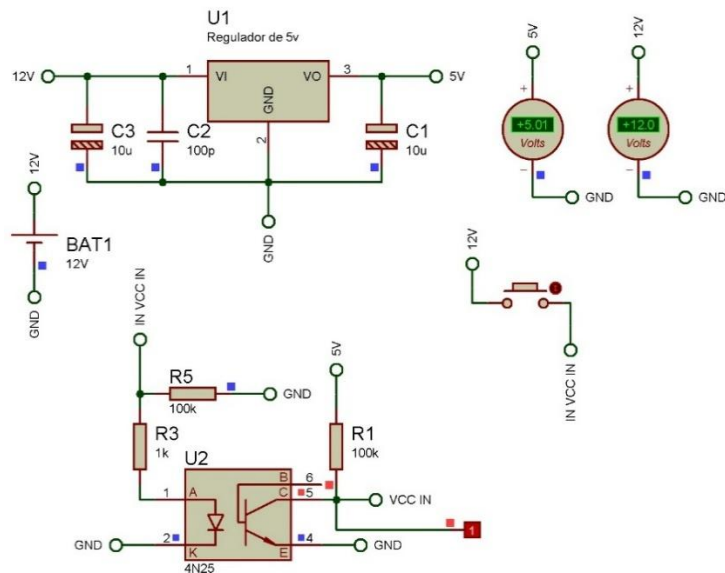 U1
Regulador de 5v
12V
1
VI
VO
3
5V
GND
2
C3
10u
C2
100p
C1
10u
GND
12V
BAT1
12V
GND
5V
+
+5.01
Volts
GND
12V
+
+12.0
Volts
GND
12V
IN VCC IN
IN VCC IN
R5
100k
GND
R3
1k
5V
R1
100k
U2
1
A
B
6
C
5
VCC IN
1
GND
2
K
E
4
GND
4N25